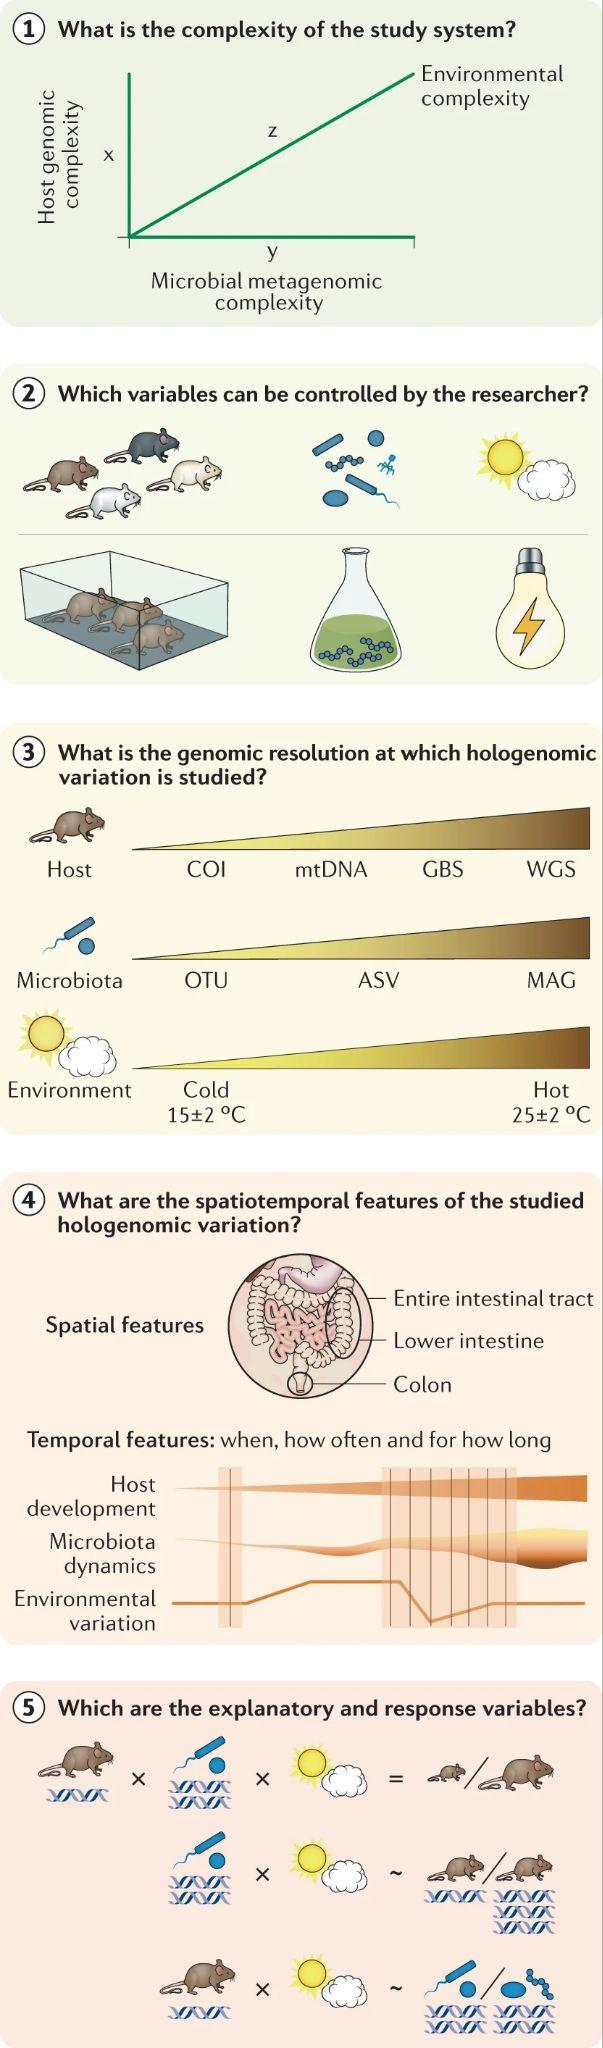 1 What is the complexity of the study system?
Environmental
complexity
Host genomic
complexity
x
z
y
Microbial metagenomic
complexity
2 Which variables can be controlled by the researcher?
3 What is the genomic resolution at which hologenomic
variation is studied?
Host COI mtDNA GBS WGS
Microbiota OTU ASV MAG
Environment Cold Hot
15±2 ºC 25±2 ºC
4 What are the spatiotemporal features of the studied
hologenomic variation?
Spatial features
Entire intestinal tract
Lower intestine
Colon
Temporal features: when, how often and for how long
Host
development
Microbiota
dynamics
Environmental
variation
5 Which are the explanatory and response variables?
× × = /
× ~ /
× ~ /